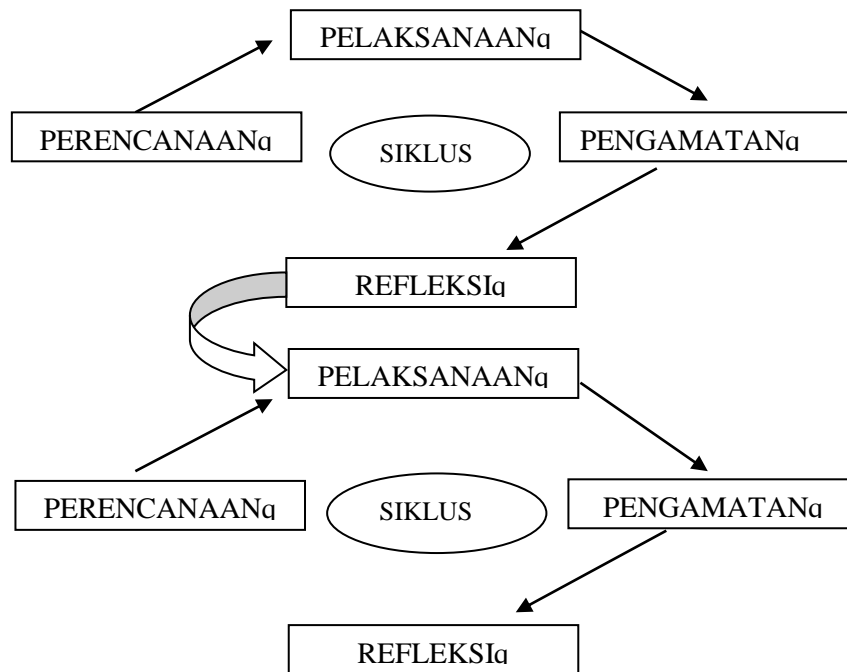 PELAKSANAANq
PERENCANAANq
SIKLUS
PENGAMATANq
REFLEKSIq
PELAKSANAANq
PERENCANAANq
SIKLUS
PENGAMATANq
REFLEKSIq